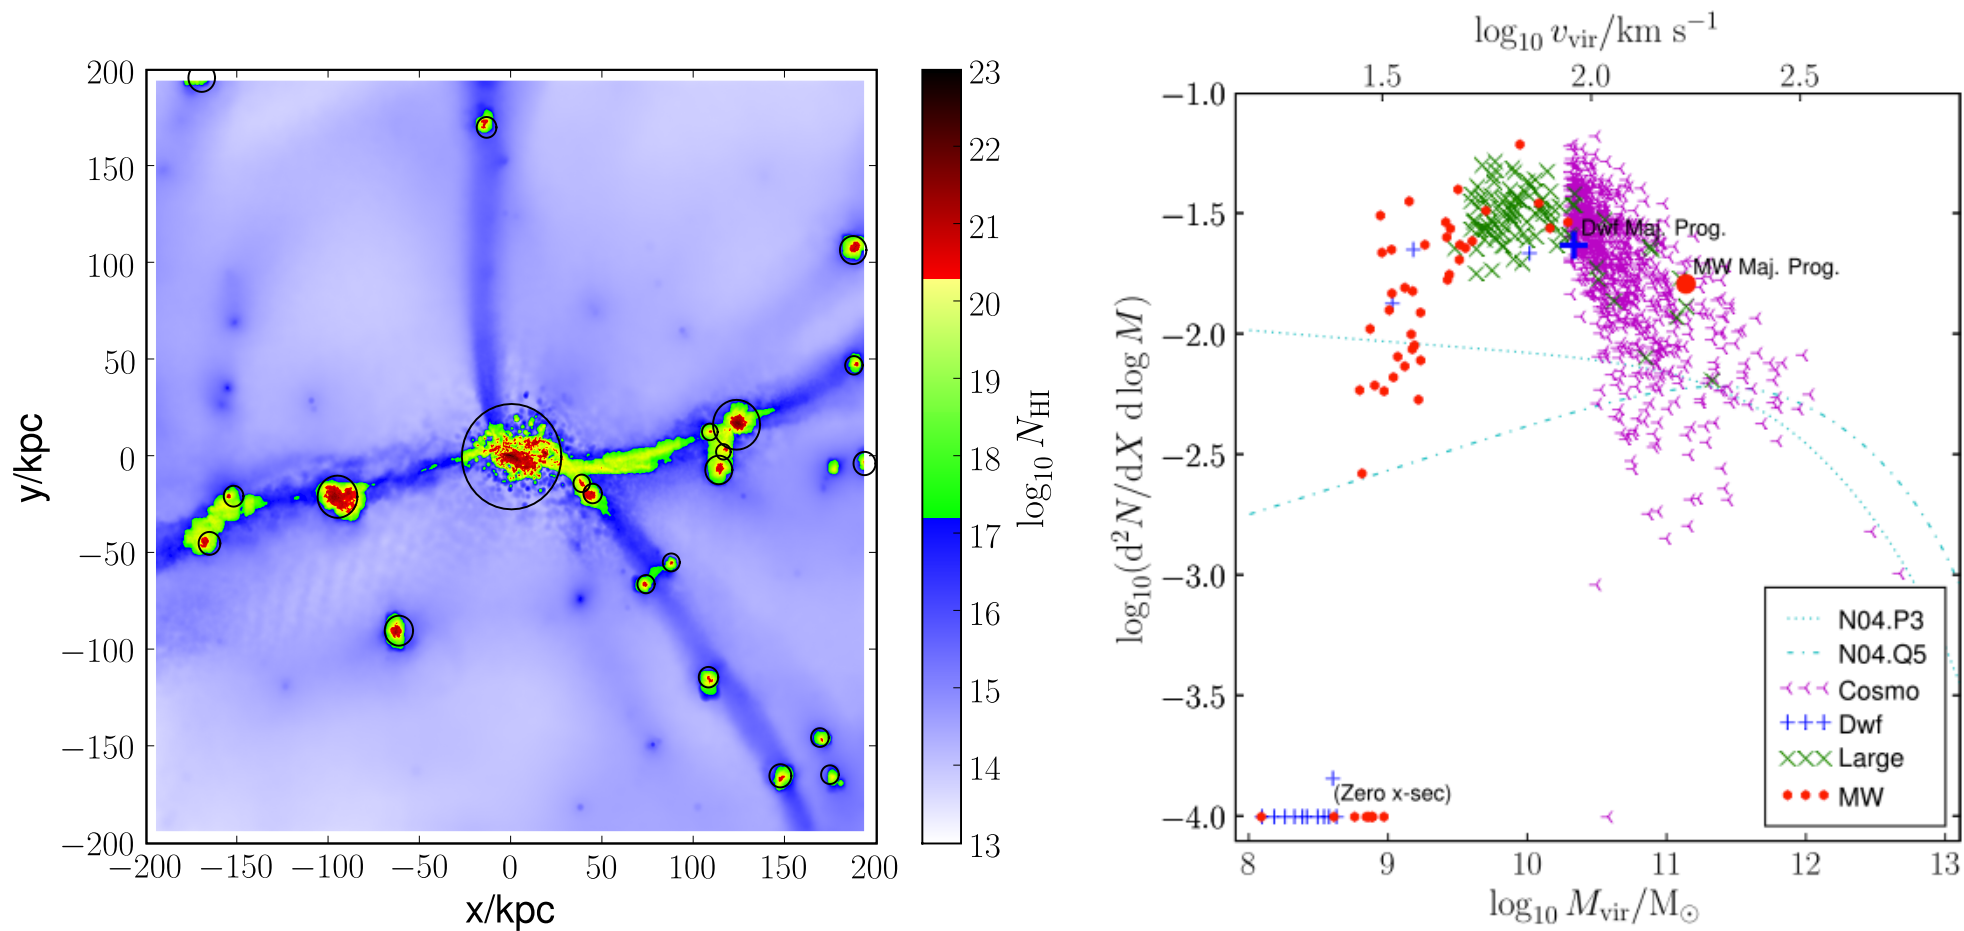 200
150
100
50
0
−50
−100
−150
−200
y/kpc
−200 −150 −100 −50 0 50 100 150 200
x/kpc
23
22
21
20
19
18
17
16
15
14
13
log₁₀ N_HI
log₁₀ v_vir/km s⁻¹
1.5 2.0 2.5
−1.0
−1.5
−2.0
−2.5
−3.0
−3.5
−4.0
log₁₀(d²N/dX d log M)
Dwf Maj. Prog.
MW Maj. Prog.
(Zero x-sec)
N04.P3
N04.Q5
Cosmo
Dwf
Large
MW
8 9 10 11 12 13
log₁₀ M_vir/M⊙